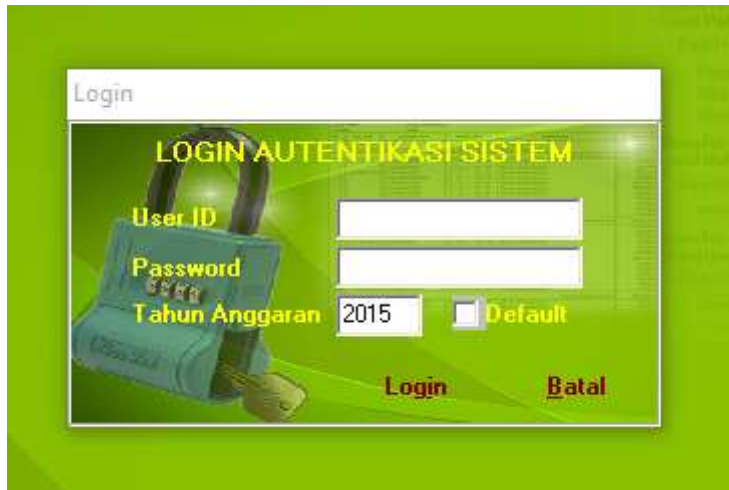 Login
LOGIN AUTENTIKASI SISTEM
User ID
Password
Tahun Anggaran 2015 Default
Login Batal